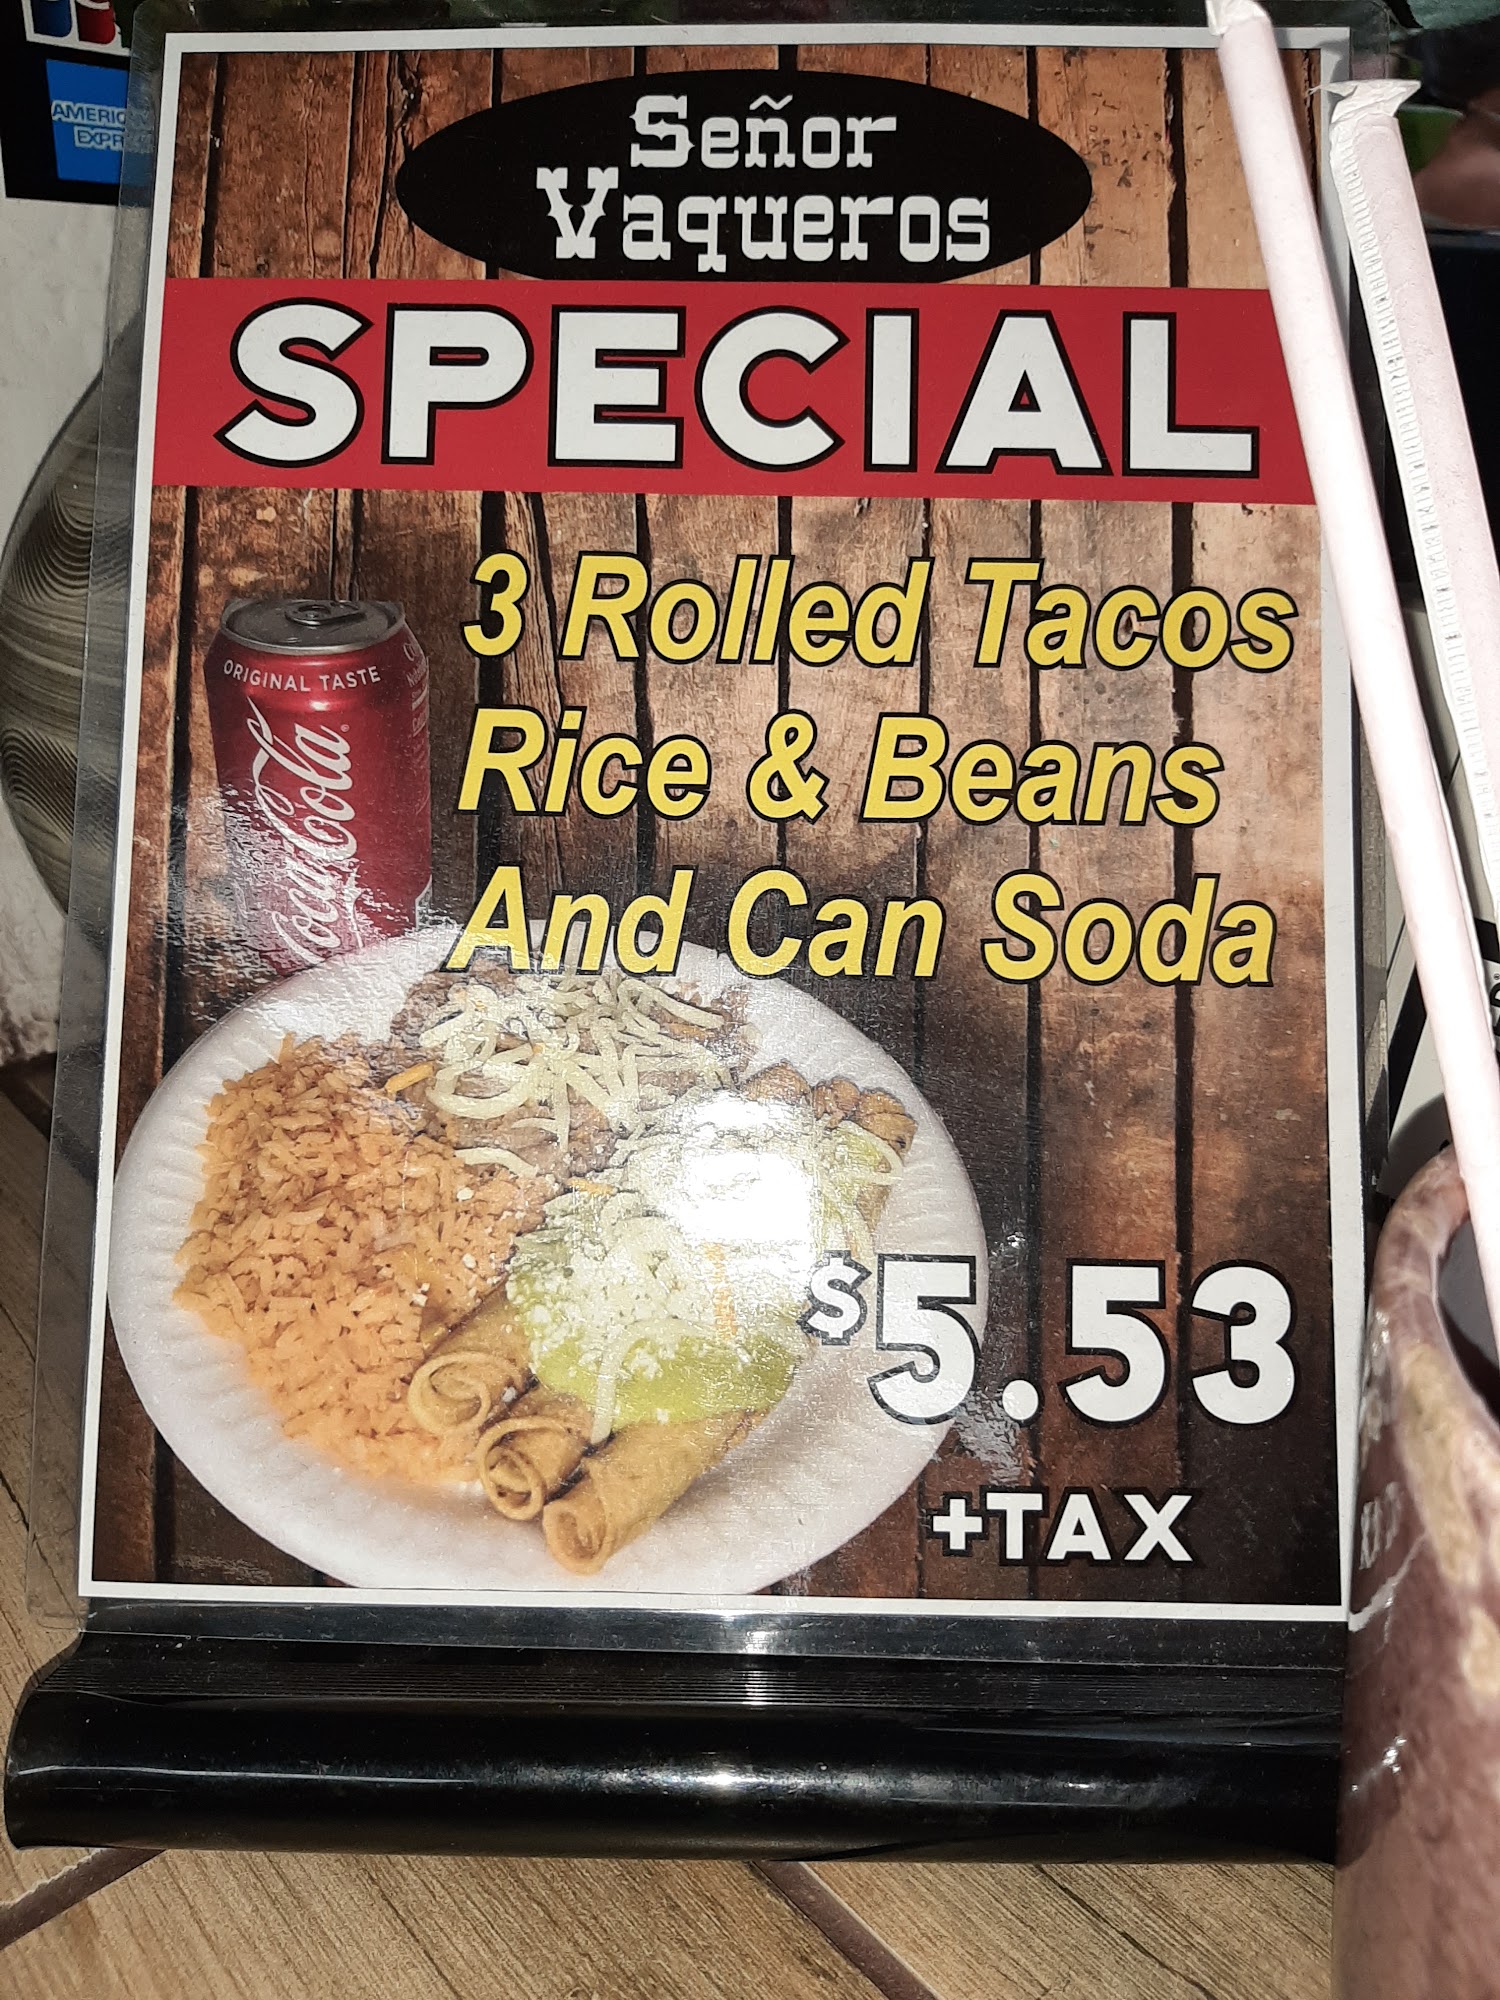 AMERIC
EXPR
Señor
Vaqueros
SPECIAL
3 Rolled Tacos
Rice & Beans
And Can Soda
ORIGINAL TASTE
Coca-Cola
$5.53
+TAX